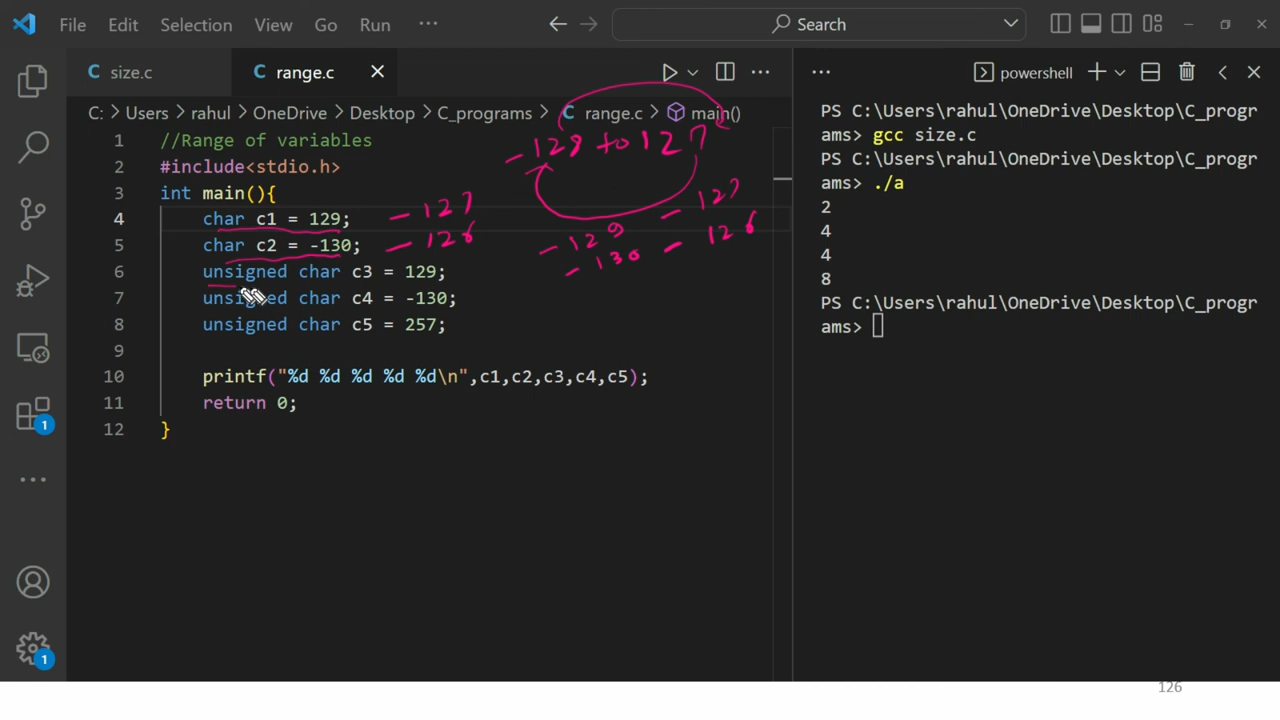 File Edit Selection View Go Run ··· Search
size.c range.c
C: > Users > rahul > OneDrive > Desktop > C_programs > C range.c > main()
1 //Range of variables
2 #include<stdio.h>
3 int main(){
4 char c1 = 129;
5 char c2 = -130;
6 unsigned char c3 = 129;
7 unsigned char c4 = -130;
8 unsigned char c5 = 257;
9
10 printf("%d %d %d %d %d\n",c1,c2,c3,c4,c5);
11 return 0;
12 }
-128 to 127
-127
-126
-129 -127
-130 -126
··· powershell
PS C:\Users\rahul\OneDrive\Desktop\C_progr
ams> gcc size.c
PS C:\Users\rahul\OneDrive\Desktop\C_progr
ams> ./a
2
4
4
8
PS C:\Users\rahul\OneDrive\Desktop\C_progr
ams>
1
1
126